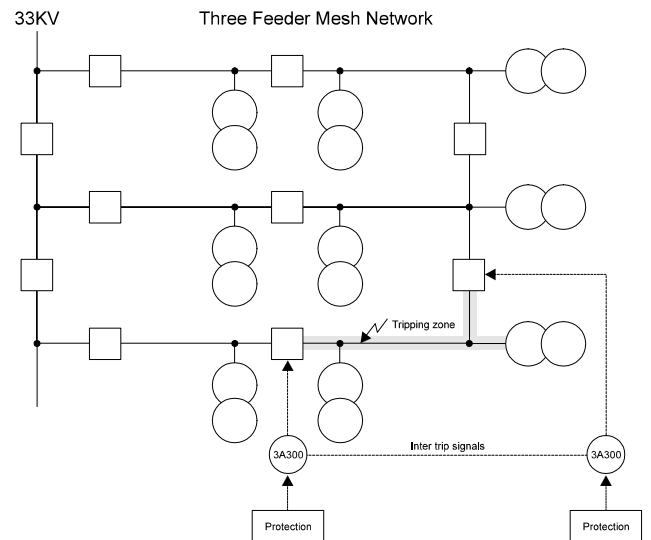 33KV
Three Feeder Mesh Network
Tripping zone
Inter trip signals
3A300
3A300
Protection
Protection